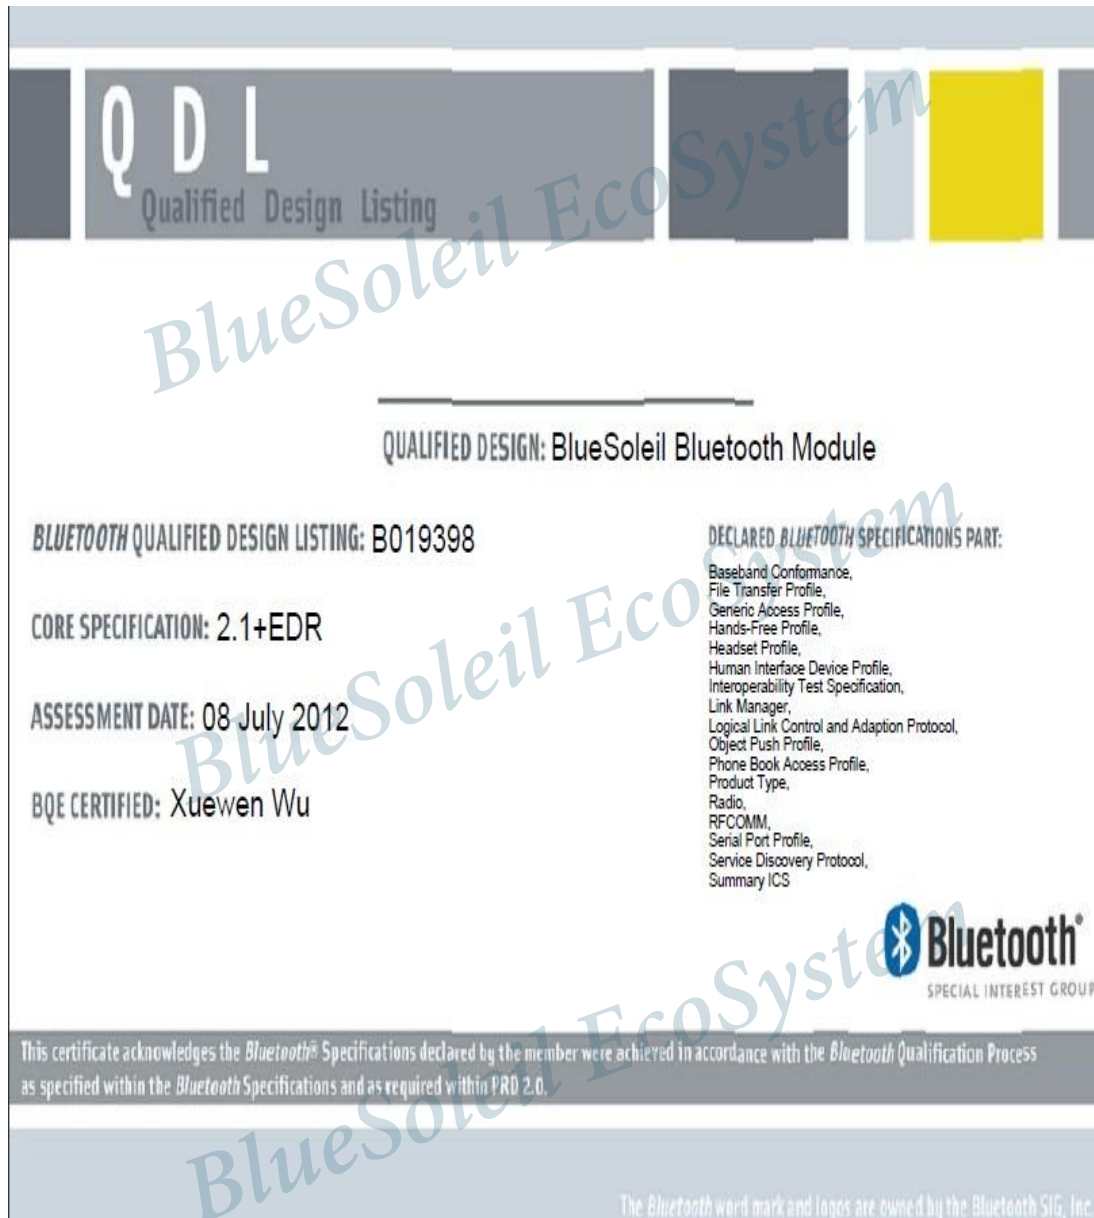 Q D L
Qualified Design Listing
BlueSoleil EcoSystem
QUALIFIED DESIGN: BlueSoleil Bluetooth Module
BLUETOOTH QUALIFIED DESIGN LISTING: B019398
CORE SPECIFICATION: 2.1+EDR
ASSESSMENT DATE: 08 July 2012
BQE CERTIFIED: Xuewen Wu
DECLARED BLUETOOTH SPECIFICATIONS PART:
Baseband Conformance,
File Transfer Profile,
Generic Access Profile,
Hands-Free Profile,
Headset Profile,
Human Interface Device Profile,
Interoperability Test Specification,
Link Manager,
Logical Link Control and Adaption Protocol,
Object Push Profile,
Phone Book Access Profile,
Product Type,
Radio,
RFCOMM,
Serial Port Profile,
Service Discovery Protocol,
Summary ICS
BlueSoleil EcoSystem
Bluetooth®
SPECIAL INTEREST GROUP
This certificate acknowledges the Bluetooth® Specifications declared by the member were achieved in accordance with the Bluetooth Qualification Process
as specified within the Bluetooth Specifications and as required within PRD 2.0.
BlueSoleil EcoSystem
The Bluetooth word mark and logos are owned by the Bluetooth SIG, Inc.